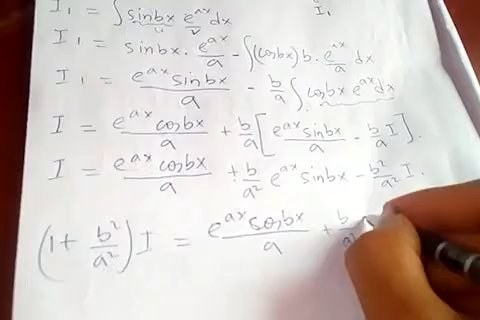 I₁ = ∫ sinbx e^{ax} dx
I₁
I₁ = sinbx · e^{ax}/a - ∫(cosbx) b · e^{ax}/a dx
I₁ = e^{ax} sinbx/a - b/a ∫ cosbx e^{ax} dx
I = e^{ax} cosbx/a + b/a [e^{ax} sinbx/a - b/a I].
I = e^{ax} cosbx/a + b/a² e^{ax} sinbx - b²/a² I.
(1 + b²/a²) I = e^{ax} cosbx/a + b/a²